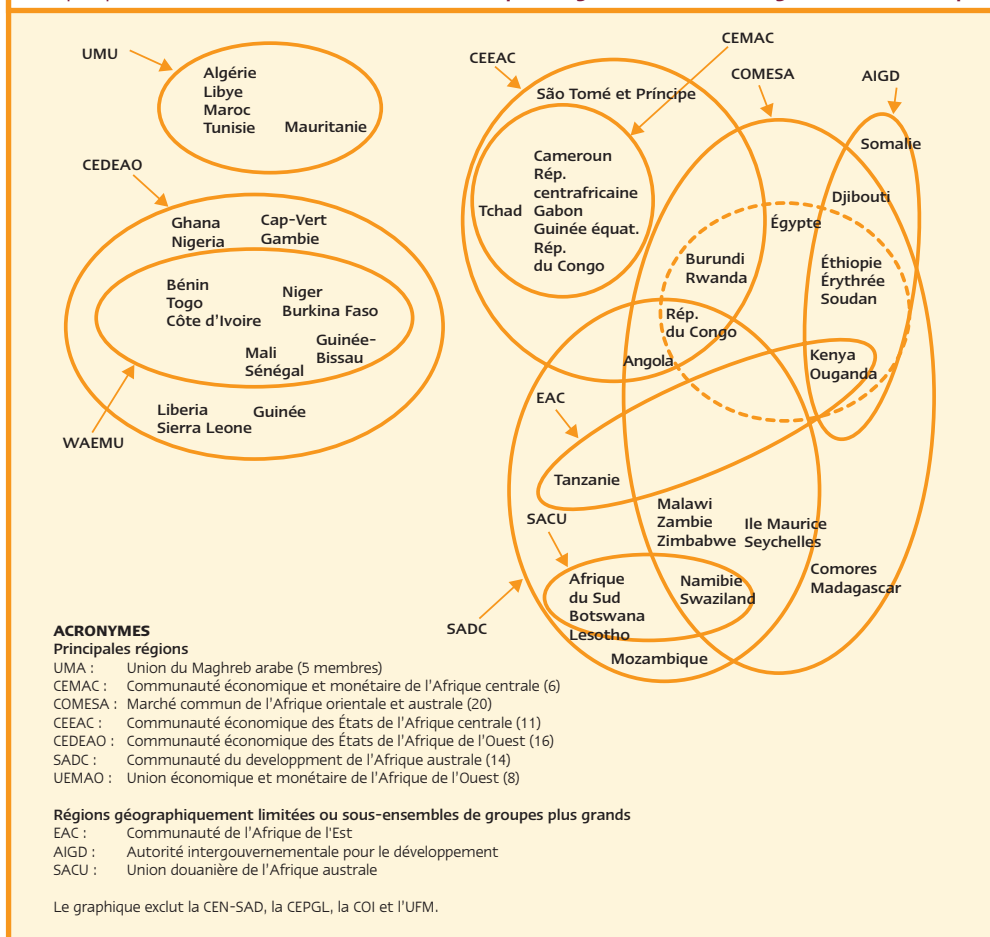 UMU
Algérie
Libye
Maroc
Tunisie
Mauritanie
CEDEAO
Ghana
Nigeria
Cap-Vert
Gambie
Bénin
Togo
Côte d'Ivoire
Niger
Burkina Faso
Guinée-
Bissau
Mali
Sénégal
Liberia
Sierra Leone
Guinée
WAEMU
CEEAC
CEMAC
COMESA
AIGD
São Tomé et Príncipe
Cameroun
Rép.
centrafricaine
Tchad
Gabon
Guinée équat.
Rép.
du Congo
Somalie
Djibouti
Égypte
Burundi
Rwanda
Éthiopie
Érythrée
Soudan
Rép.
du Congo
Angola
Kenya
Ouganda
EAC
Tanzanie
SACU
Malawi
Zambie
Zimbabwe
Ile Maurice
Seychelles
Comores
Madagascar
Afrique
du Sud
Botswana
Lesotho
Namibie
Swaziland
SADC
Mozambique
ACRONYMES
Principales régions
UMA : Union du Maghreb arabe (5 membres)
CEMAC : Communauté économique et monétaire de l'Afrique centrale (6)
COMESA : Marché commun de l'Afrique orientale et australe (20)
CEEAC : Communauté économique des États de l'Afrique centrale (11)
CEDEAO : Communauté économique des États de l'Afrique de l'Ouest (16)
SADC : Communauté du developpment de l'Afrique australe (14)
UEMAO : Union économique et monétaire de l'Afrique de l'Ouest (8)
Régions géographiquement limitées ou sous-ensembles de groupes plus grands
EAC : Communauté de l'Afrique de l'Est
AIGD : Autorité intergouvernementale pour le développement
SACU : Union douanière de l'Afrique australe
Le graphique exclut la CEN-SAD, la CEPGL, la COI et l'UFM.